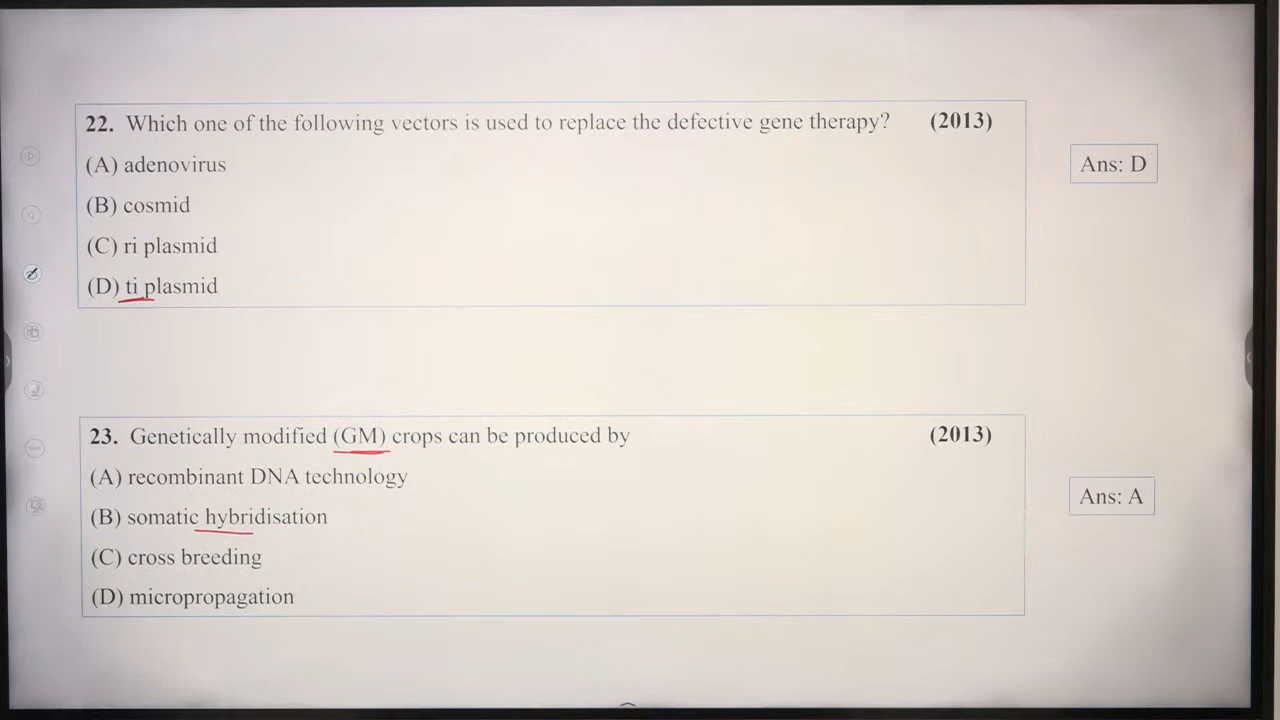 22. Which one of the following vectors is used to replace the defective gene therapy? (2013)
(A) adenovirus
(B) cosmid
(C) ri plasmid
(D) ti plasmid
Ans: D
23. Genetically modified (GM) crops can be produced by (2013)
(A) recombinant DNA technology
(B) somatic hybridisation
(C) cross breeding
(D) micropropagation
Ans: A